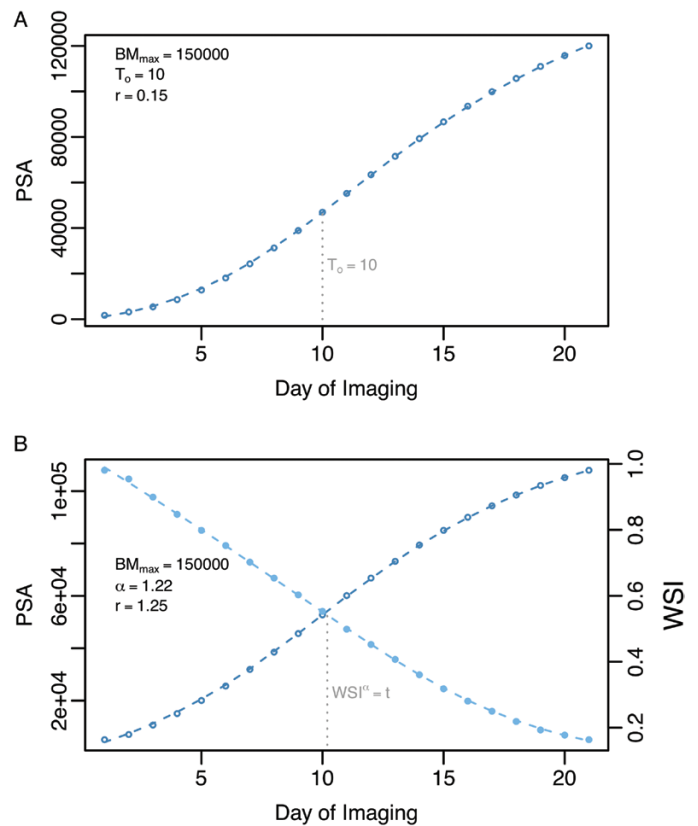 A
BMmax = 150000
To = 10
r = 0.15
PSA
0
40000
80000
120000
To = 10
5
10
15
20
Day of Imaging
B
BMmax = 150000
α = 1.22
r = 1.25
PSA
2e+04
6e+04
1e+05
WSI
0.2
0.4
0.6
0.8
1.0
WSIα = t
5
10
15
20
Day of Imaging